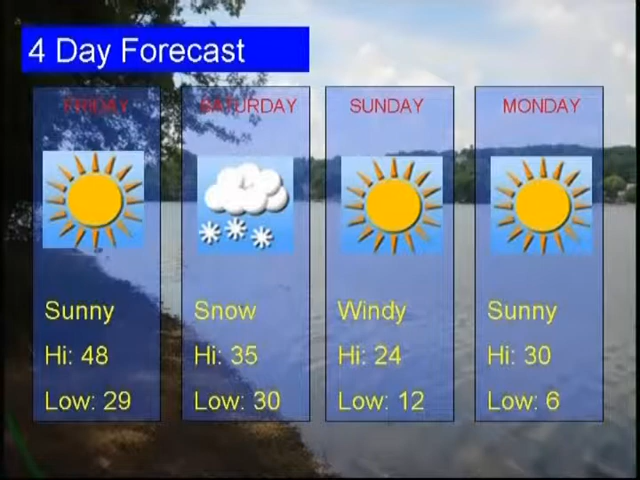 4 Day Forecast
FRIDAY
SATURDAY
SUNDAY
MONDAY
Sunny
Hi: 48
Low: 29
Snow
Hi: 35
Low: 30
Windy
Hi: 24
Low: 12
Sunny
Hi: 30
Low: 6